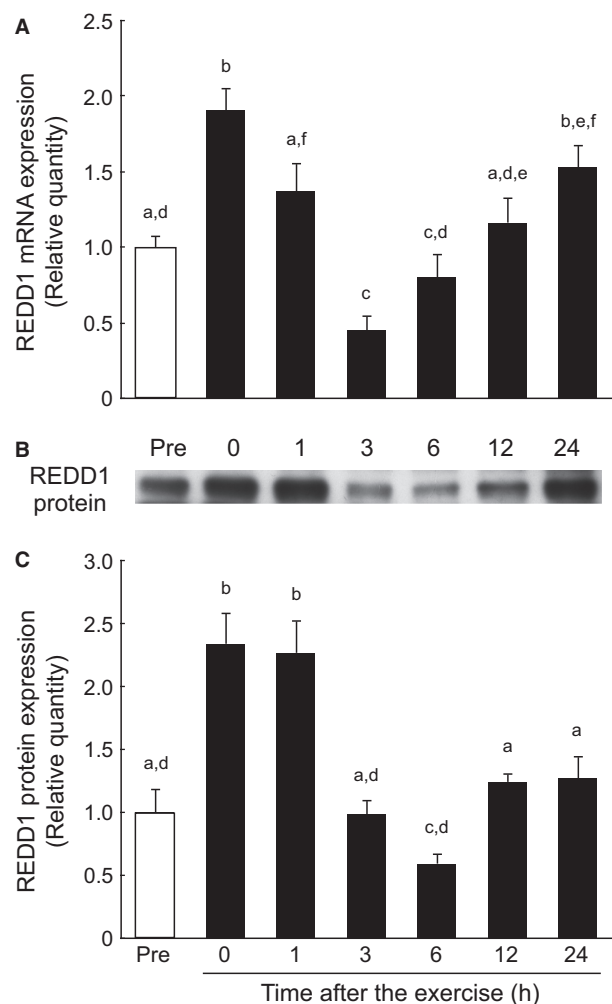 A
REDD1 mRNA expression
(Relative quantity)
2.5
2.0
1.5
1.0
0.5
0
a,d
b
a,f
c
c,d
a,d,e
b,e,f
B
Pre 0 1 3 6 12 24
REDD1
protein
C
REDD1 protein expression
(Relative quantity)
3.0
2.5
2.0
1.5
1.0
0.5
0
a,d
b
b
a,d
c,d
a
a
Pre 0 1 3 6 12 24
Time after the exercise (h)